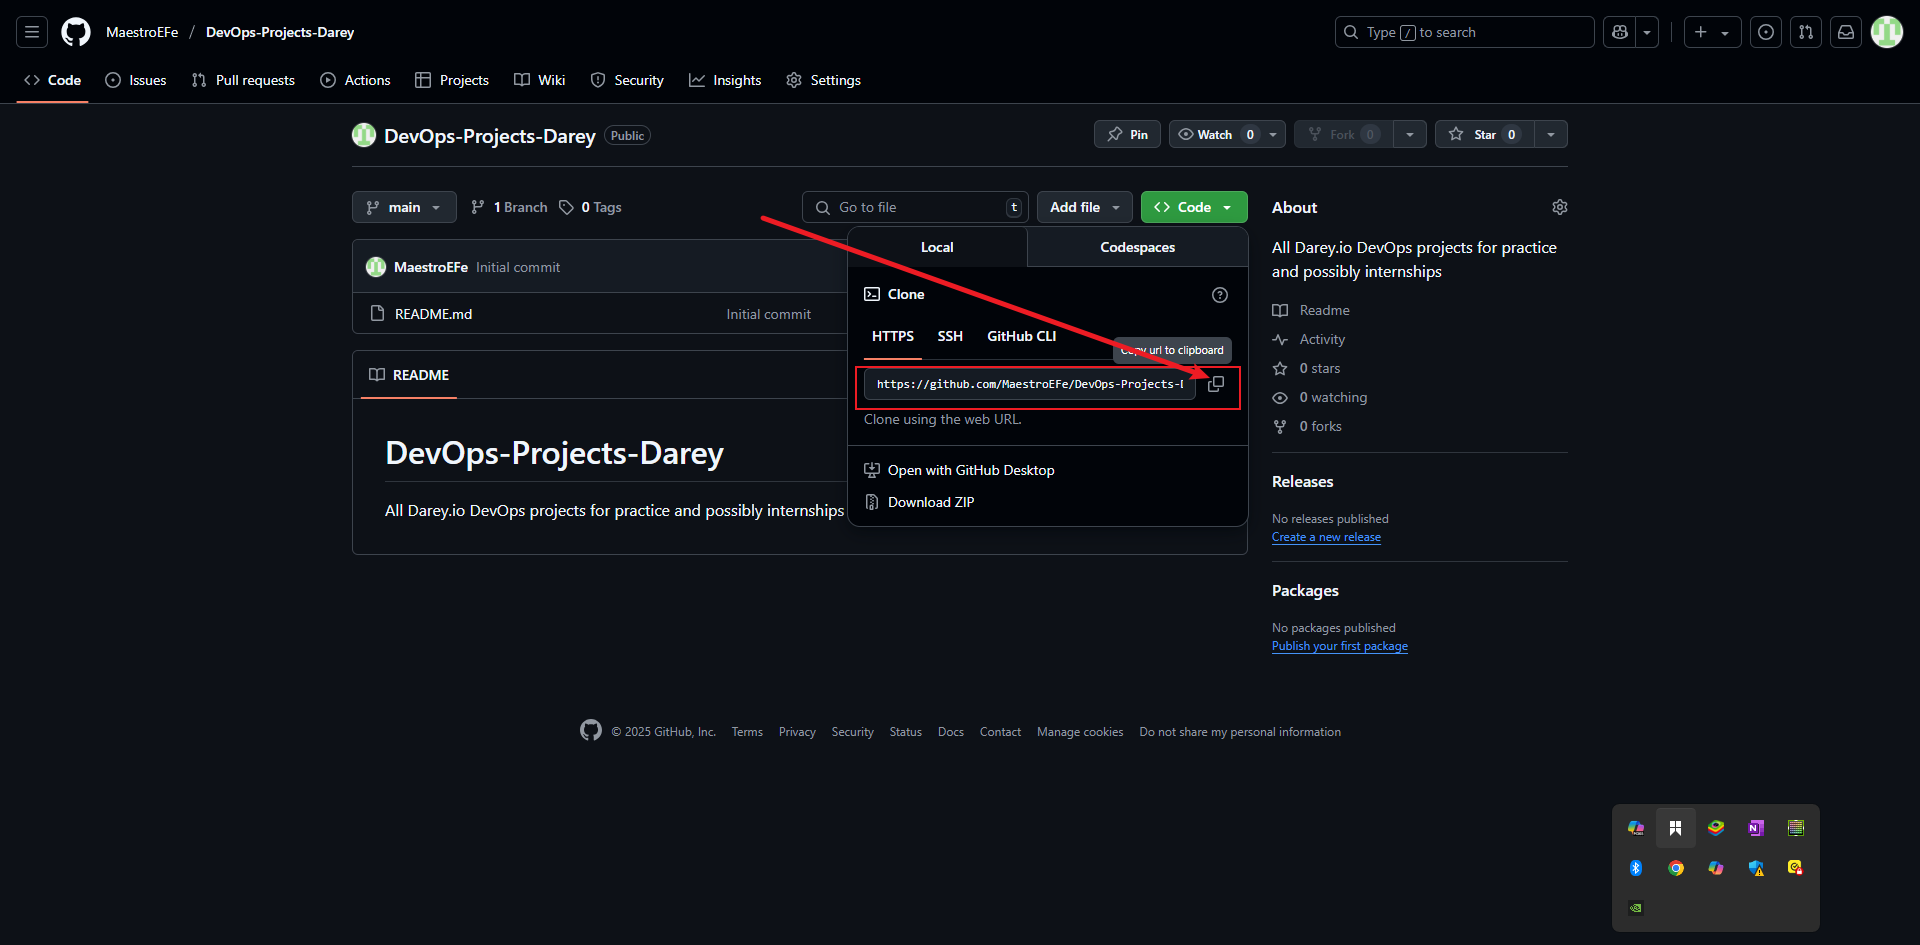 MaestroEFe / DevOps-Projects-Darey
Type / to search
Code Issues Pull requests Actions Projects Wiki Security Insights Settings
DevOps-Projects-Darey Public
Pin Watch 0 Fork 0 Star 0
main 1 Branch 0 Tags Go to file t Add file Code
MaestroEFe Initial commit
README.md Initial commit
README
DevOps-Projects-Darey
All Darey.io DevOps projects for practice and possibly internships
Local Codespaces
Clone
HTTPS SSH GitHub CLI
Copy url to clipboard
https://github.com/MaestroEFe/DevOps-Projects-D
Clone using the web URL.
Open with GitHub Desktop
Download ZIP
About
All Darey.io DevOps projects for practice
and possibly internships
Readme
Activity
0 stars
0 watching
0 forks
Releases
No releases published
Create a new release
Packages
No packages published
Publish your first package
© 2025 GitHub, Inc. Terms Privacy Security Status Docs Contact Manage cookies Do not share my personal information